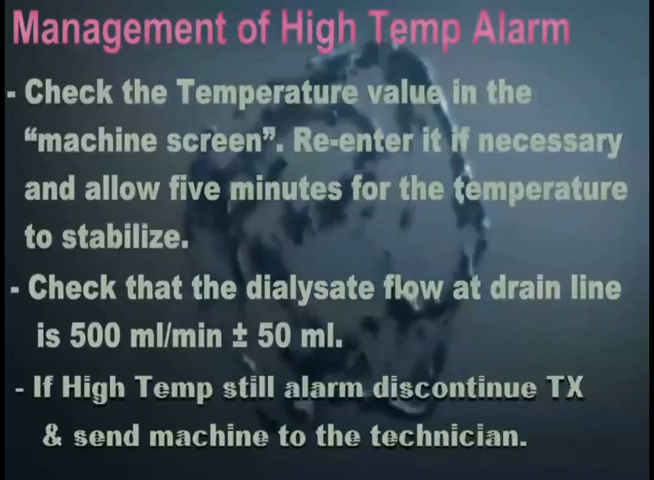 Management of High Temp Alarm
- Check the Temperature value in the
“machine screen”. Re-enter it if necessary
and allow five minutes for the temperature
to stabilize.
- Check that the dialysate flow at drain line
is 500 ml/min ± 50 ml.
- If High Temp still alarm discontinue TX
& send machine to the technician.